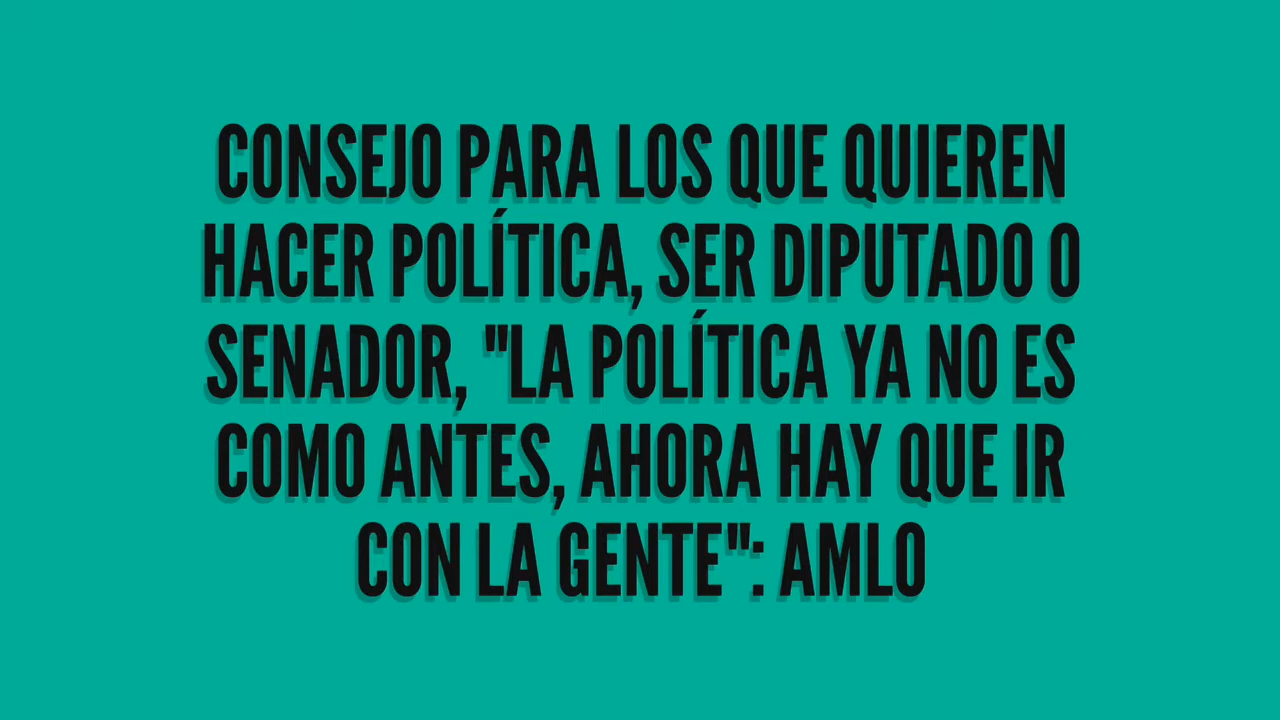 CONSEJO PARA LOS QUE QUIEREN
HACER POLÍTICA, SER DIPUTADO O
SENADOR, "LA POLÍTICA YA NO ES
COMO ANTES, AHORA HAY QUE IR
CON LA GENTE": AMLO